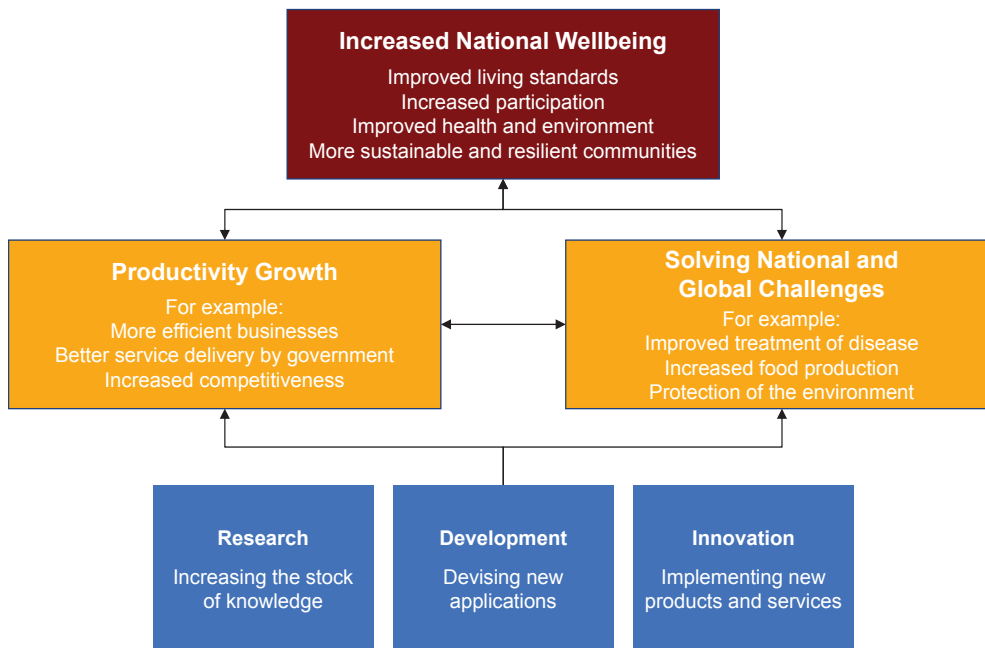 Increased National Wellbeing
Improved living standards
Increased participation
Improved health and environment
More sustainable and resilient communities
Productivity Growth
For example:
More efficient businesses
Better service delivery by government
Increased competitiveness
Solving National and
Global Challenges
For example:
Improved treatment of disease
Increased food production
Protection of the environment
Research
Increasing the stock
of knowledge
Development
Devising new
applications
Innovation
Implementing new
products and services